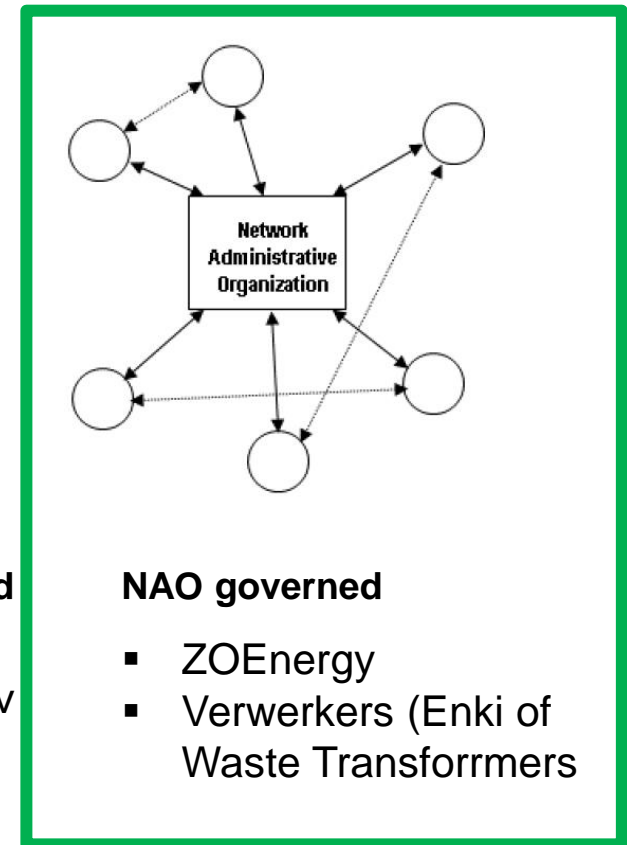 Network
Administrative
Organization
d
NAO governed
▪ ZOEnergy
v
▪ Verwerkers (Enki of
Waste Transforrmers